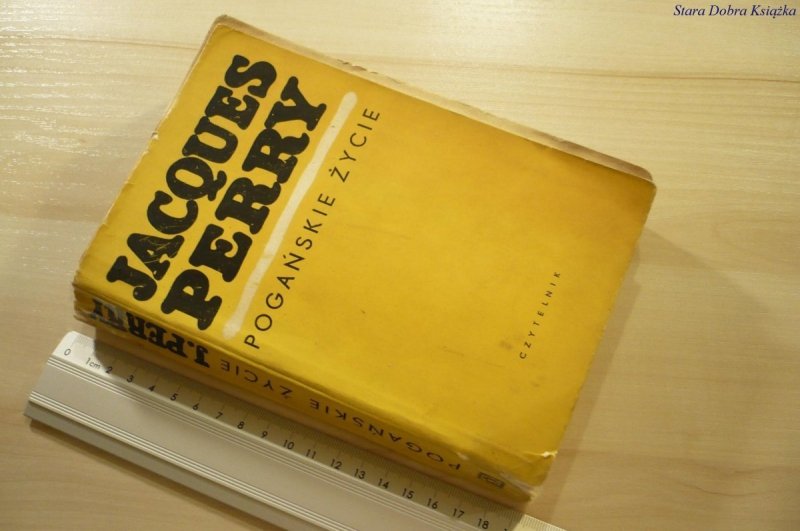 Stara Dobra Książka
JACQUES
PERRY
POGAŃSKIE ŻYCIE
CZYTELNIK
J. PERRY
POGAŃSKIE ŻYCIE
0 1cm 2 3 4 5 6 7 8 9 10 11 12 13 14 15 16 17 18